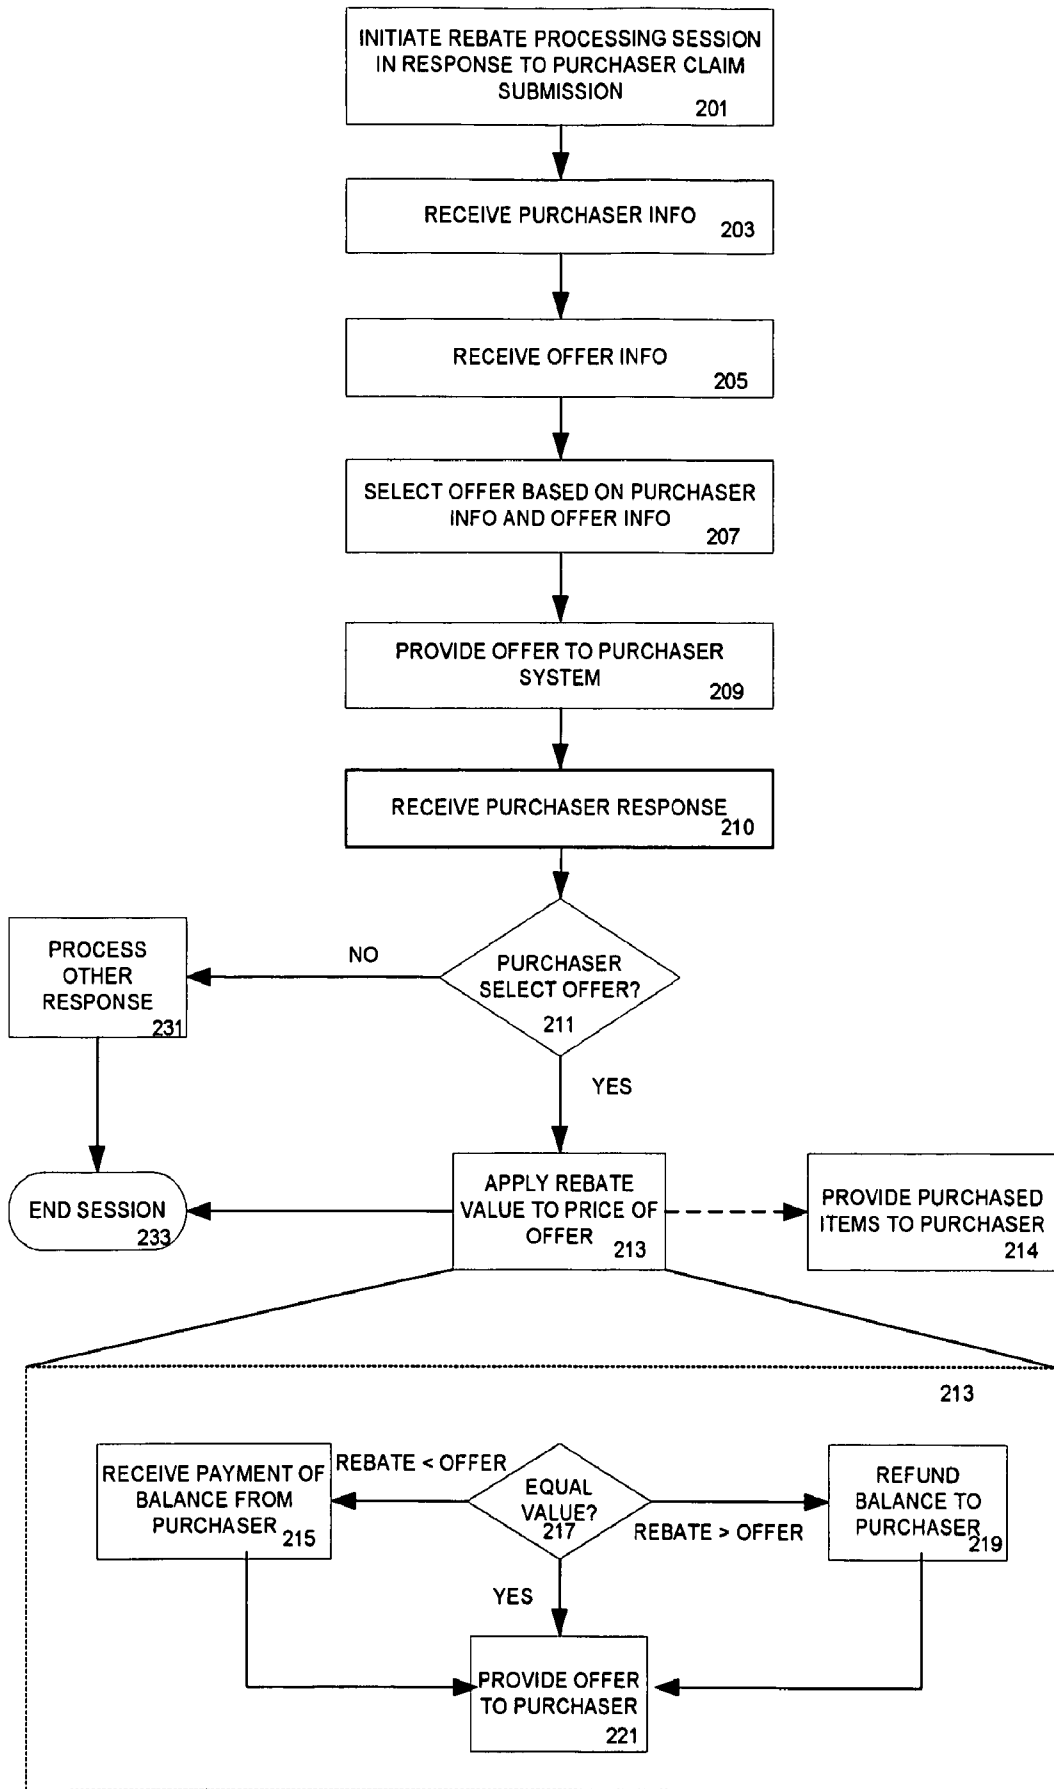 INITIATE REBATE PROCESSING SESSION
IN RESPONSE TO PURCHASER CLAIM
SUBMISSION
201
RECEIVE PURCHASER INFO
203
RECEIVE OFFER INFO
205
SELECT OFFER BASED ON PURCHASER
INFO AND OFFER INFO
207
PROVIDE OFFER TO PURCHASER
SYSTEM
209
RECEIVE PURCHASER RESPONSE
210
PURCHASER
SELECT OFFER?
211
NO
PROCESS
OTHER
RESPONSE
231
YES
END SESSION
233
APPLY REBATE
VALUE TO PRICE OF
OFFER
213
PROVIDE PURCHASED
ITEMS TO PURCHASER
214
213
RECEIVE PAYMENT OF
BALANCE FROM
PURCHASER
215
REBATE < OFFER
EQUAL
VALUE?
217
REBATE > OFFER
REFUND
BALANCE TO
PURCHASER
219
YES
PROVIDE OFFER
TO PURCHASER
221